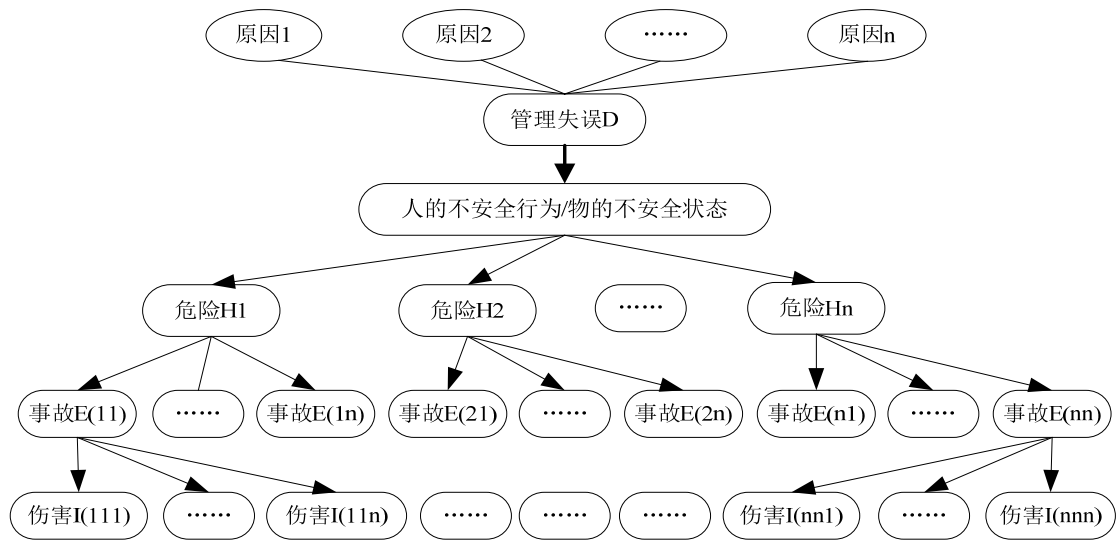 原因1 原因2 …… 原因n
管理失误D
人的不安全行为/物的不安全状态
危险H1 危险H2 …… 危险Hn
事故E(11) …… 事故E(1n) 事故E(21) …… 事故E(2n) 事故E(n1) …… 事故E(nn)
伤害I(111) …… 伤害I(11n) …… …… …… 伤害I(nn1) …… 伤害I(nnn)